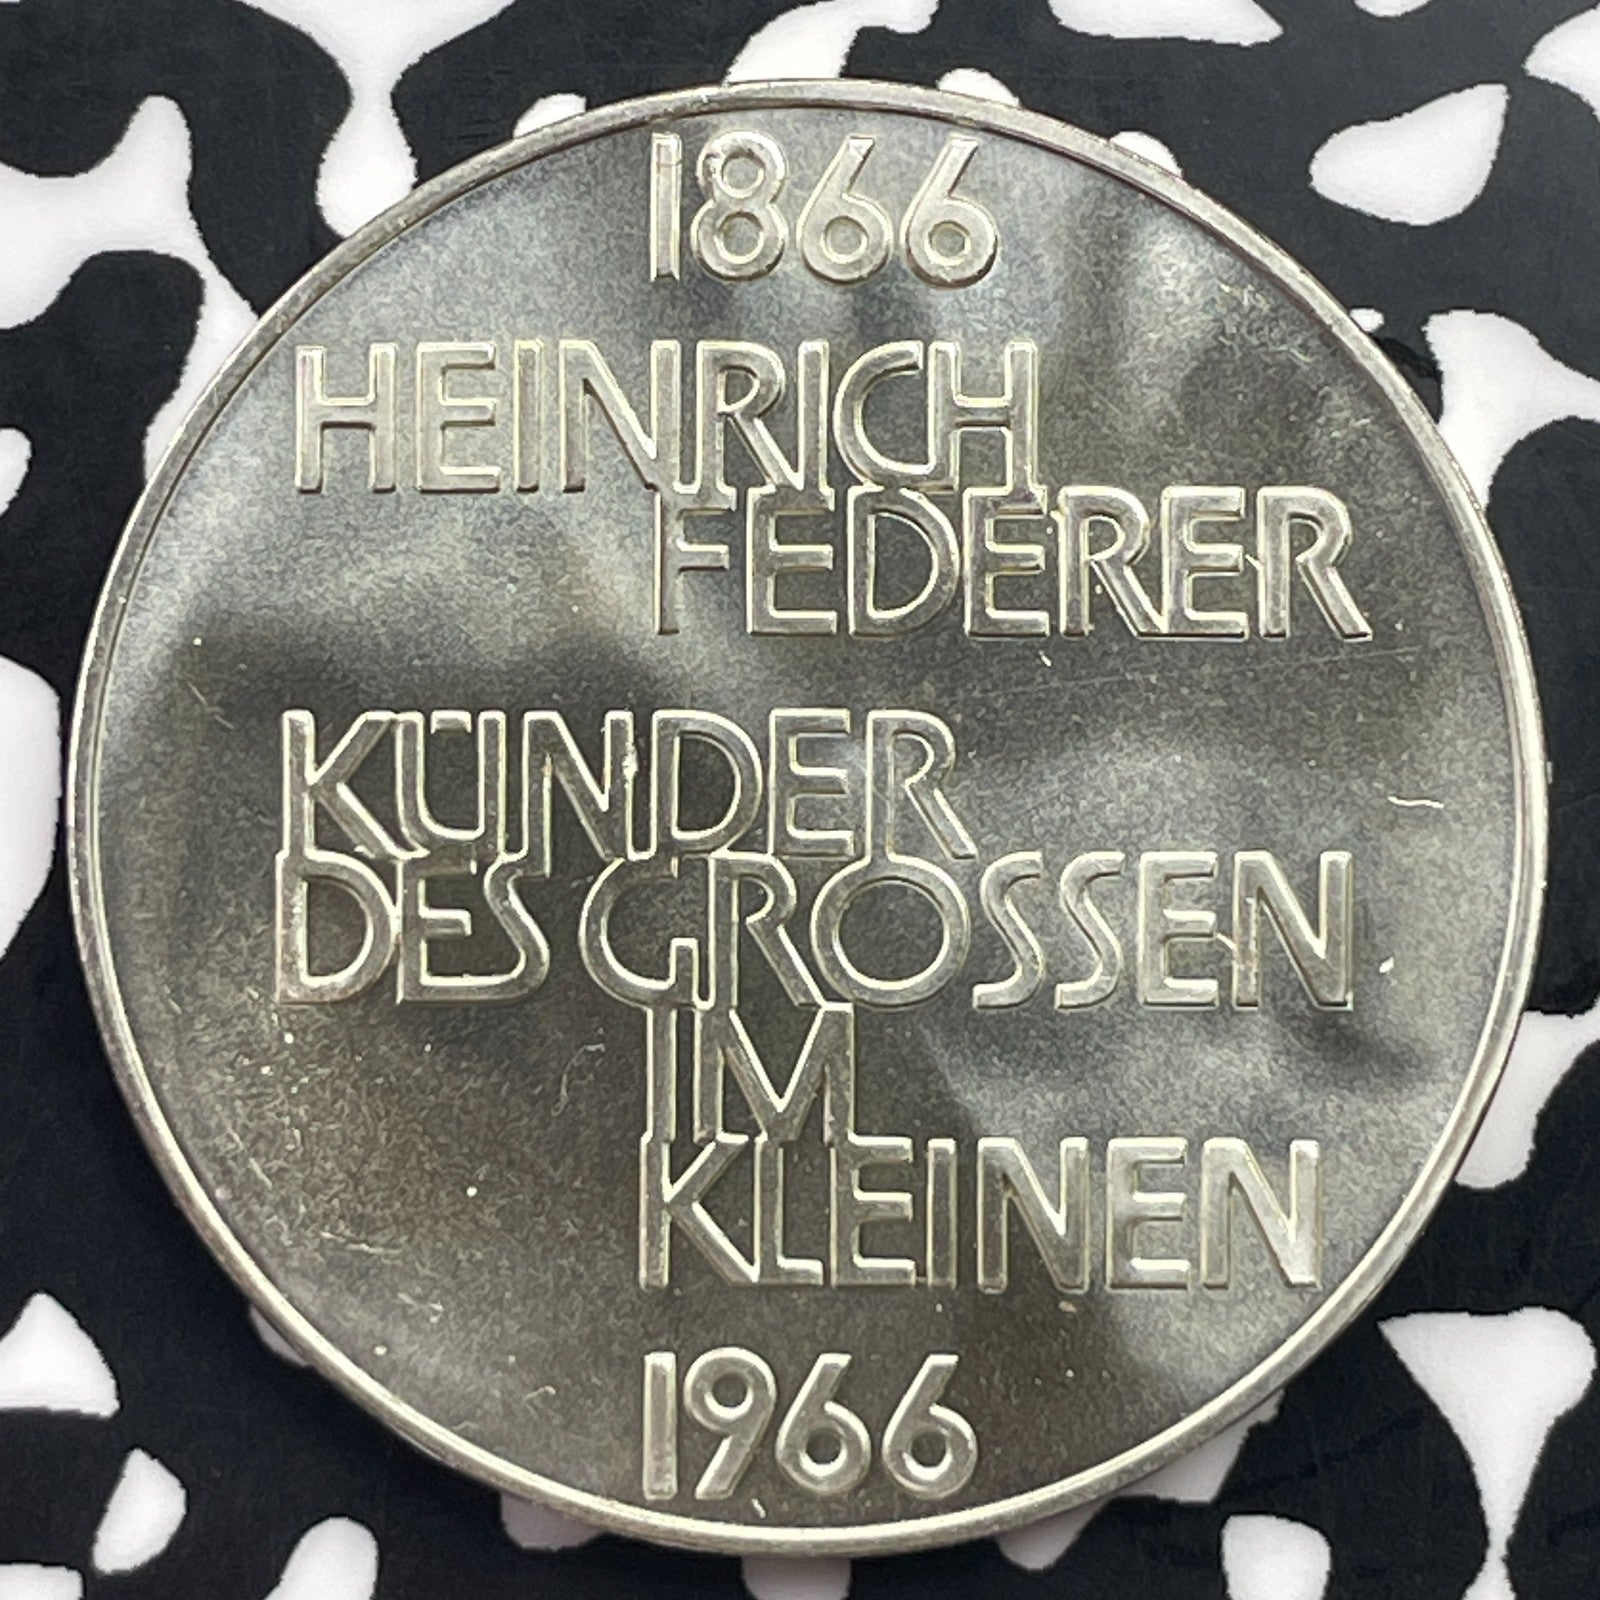 1866
HEINRICH
FEDERER
KÜNDER
DES GROSSEN
IM
KLEINEN
1966